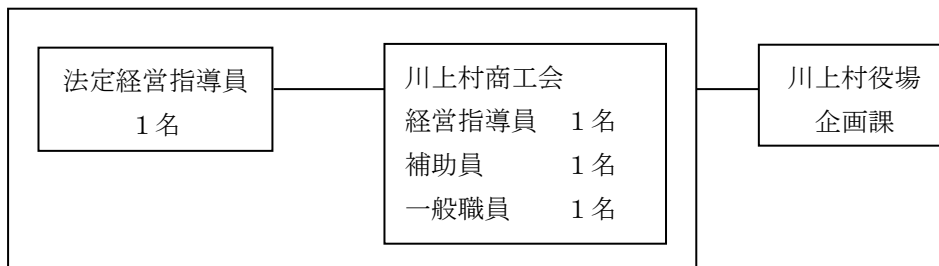 法定経営指導員
１名
川上村商工会
経営指導員　１名
補助員　　　１名
一般職員　　１名
川上村役場
企画課